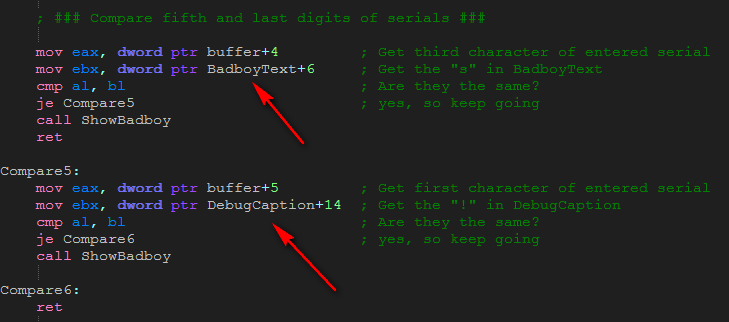 ; ### Compare fifth and last digits of serials ###
mov eax, dword ptr buffer+4 ; Get third character of entered serial
mov ebx, dword ptr BadboyText+6 ; Get the "s" in BadboyText
cmp al, bl ; Are they the same?
je Compare5 ; yes, so keep going
call ShowBadboy
ret
Compare5:
mov eax, dword ptr buffer+5 ; Get first character of entered serial
mov ebx, dword ptr DebugCaption+14 ; Get the "!" in DebugCaption
cmp al, bl ; Are they the same?
je Compare6 ; yes, so keep going
call ShowBadboy
Compare6:
ret